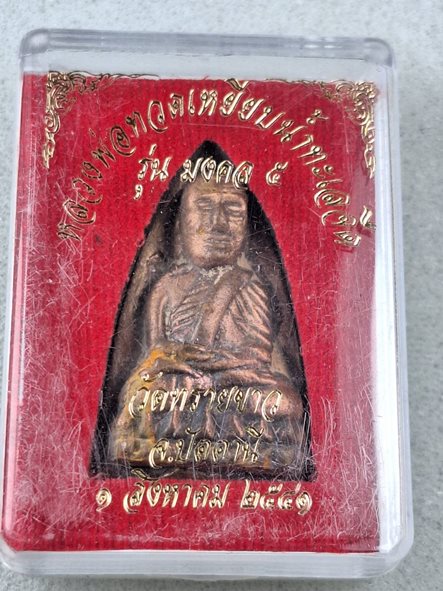 หลวงพ่อทวดเหยียบน้ำทะเลจืด
รุ่น มงคล ๕
วัดทรายขาว
จ.ปัตตานี
๑ สิงหาคม ๒๕๔๑